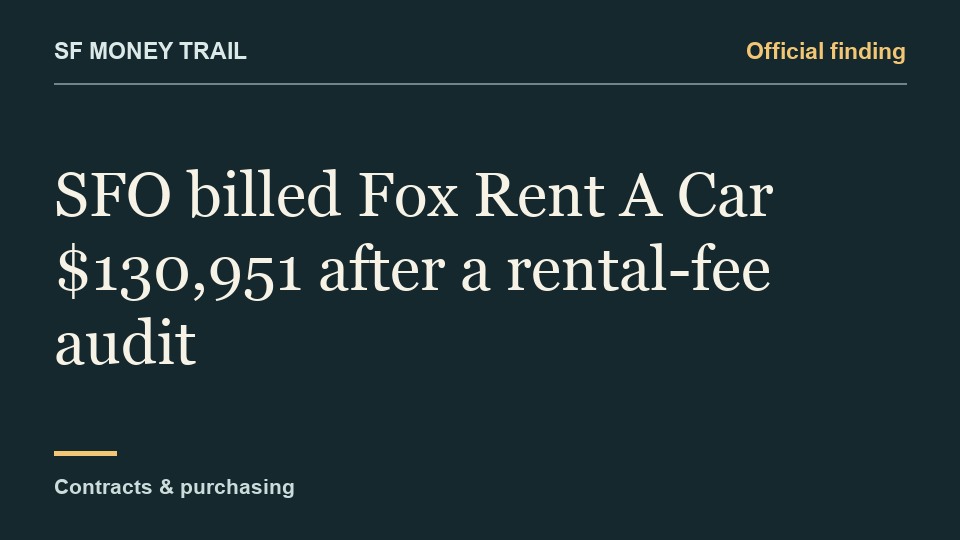 SF MONEY TRAIL
Official finding
SFO billed Fox Rent A Car
$130,951 after a rental-fee
audit
Contracts & purchasing